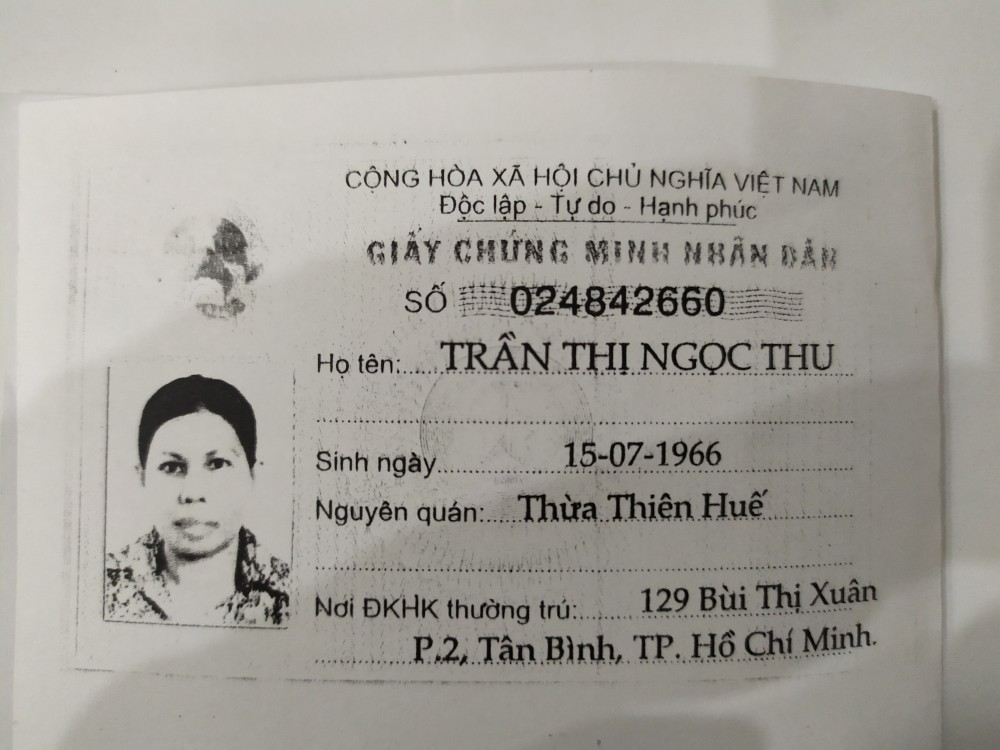 CỘNG HÒA XÃ HỘI CHỦ NGHĨA VIỆT NAM
Độc lập - Tự do - Hạnh phúc
GIẤY CHỨNG MINH NHÂN DÂN
SỐ 024842660
Họ tên: TRẦN THỊ NGỌC THU
Sinh ngày 15-07-1966
Nguyên quán: Thừa Thiên Huế
Nơi ĐKHK thường trú: 129 Bùi Thị Xuân
P.2, Tân Bình, TP. Hồ Chí Minh.